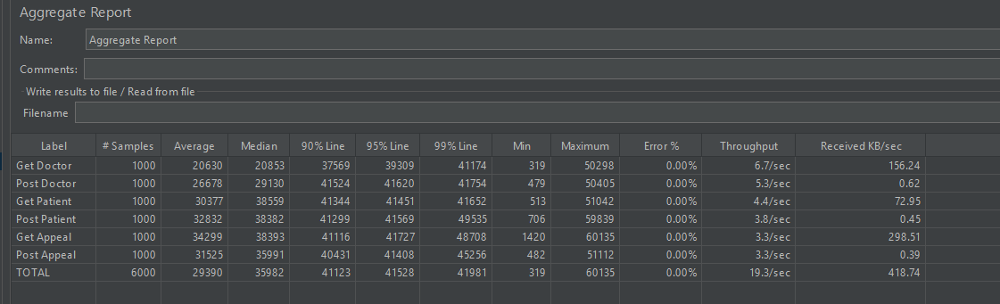 Aggregate Report
Name: Aggregate Report
Comments:
Write results to file / Read from file
Filename
Label # Samples Average Median 90% Line 95% Line 99% Line Min Maximum Error % Throughput Received KB/sec
Get Doctor 1000 20630 20853 37569 39309 41174 319 50298 0.00% 6.7/sec 156.24
Post Doctor 1000 26678 29130 41524 41620 41754 479 50405 0.00% 5.3/sec 0.62
Get Patient 1000 30377 38559 41344 41451 41652 513 51042 0.00% 4.4/sec 72.95
Post Patient 1000 32832 38382 41299 41569 49535 706 59839 0.00% 3.8/sec 0.45
Get Appeal 1000 34299 38393 41116 41727 48708 1420 60135 0.00% 3.3/sec 298.51
Post Appeal 1000 31525 35991 40431 41408 45256 482 51112 0.00% 3.3/sec 0.39
TOTAL 6000 29390 35982 41123 41528 41981 319 60135 0.00% 19.3/sec 418.74